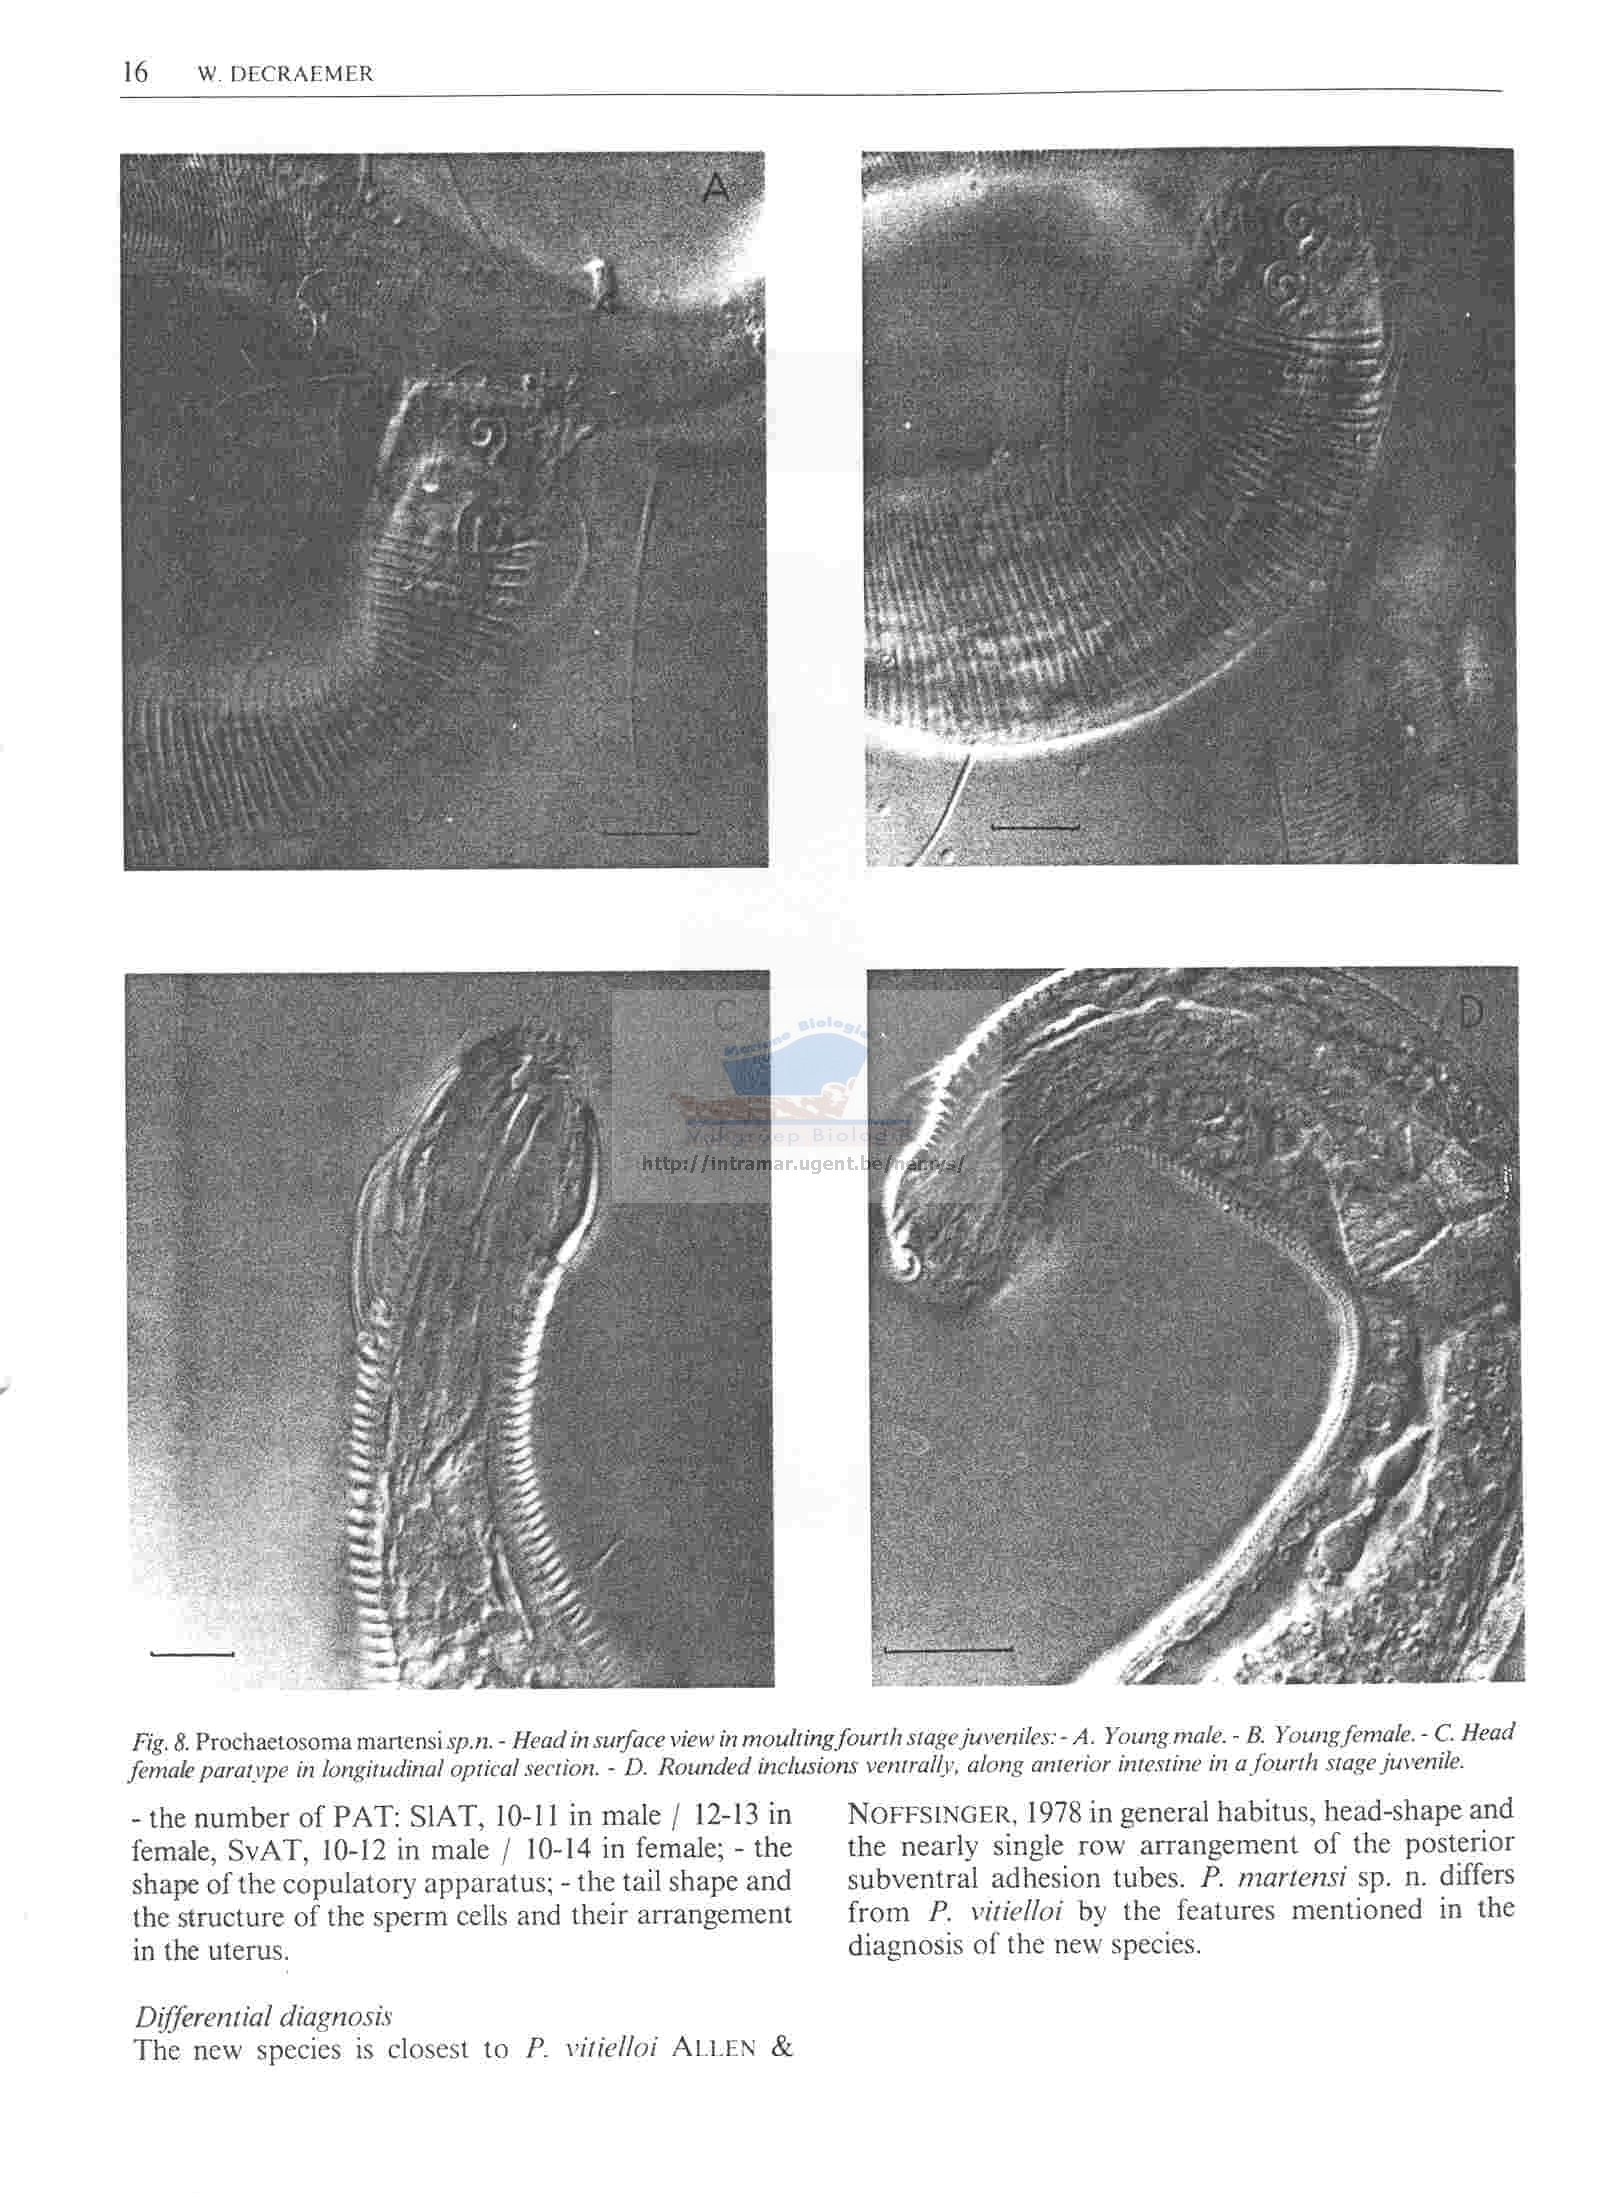 16 W. DECRAEMER
A
C
D
Mariene Biologie
Vakgroep Biologie
http://intramar.ugent.be/nemys/
Fig. 8. Prochaetosoma martensi sp.n. - Head in surface view in moulting fourth stage juveniles: - A. Young male. - B. Young female. - C. Head
female paratype in longitudinal optical section. - D. Rounded inclusions ventrally, along anterior intestine in a fourth stage juvenile.
- the number of PAT: SlAT, 10-11 in male / 12-13 in
female, SvAT, 10-12 in male / 10-14 in female; - the
shape of the copulatory apparatus; - the tail shape and
the structure of the sperm cells and their arrangement
in the uterus.
Differential diagnosis
The new species is closest to P. vitielloi ALLEN &
NOFFSINGER, 1978 in general habitus, head-shape and
the nearly single row arrangement of the posterior
subventral adhesion tubes. P. martensi sp. n. differs
from P. vitielloi by the features mentioned in the
diagnosis of the new species.